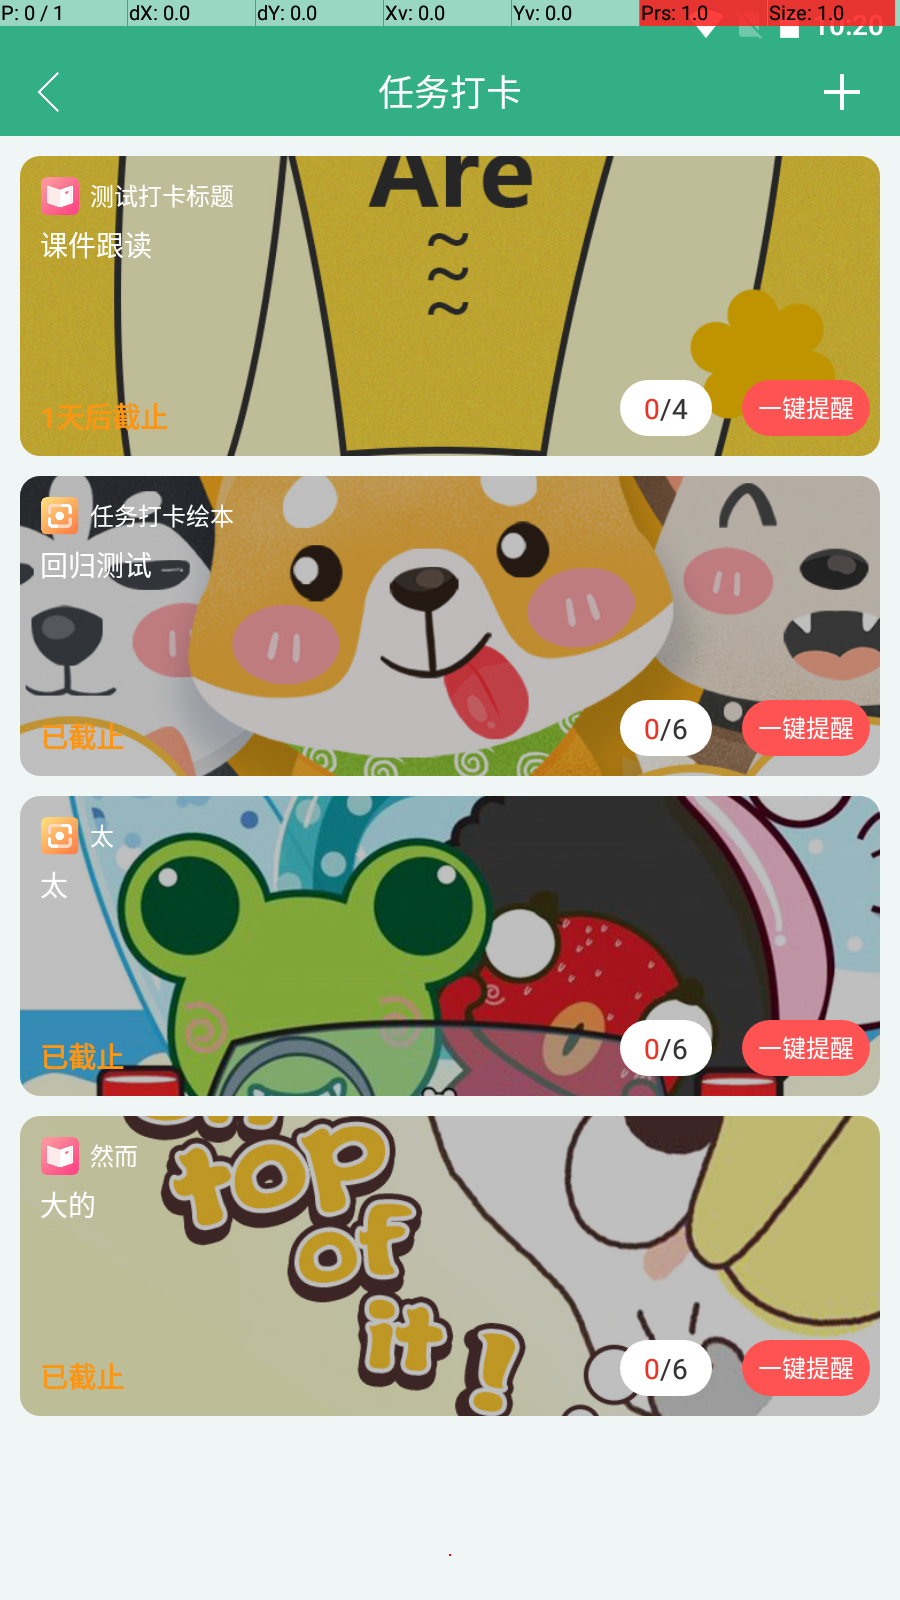 P: 0 / 1 dX: 0.0 dY: 0.0 Xv: 0.0 Yv: 0.0 Prs: 1.0 Size: 1.0
10:20
任务打卡
Are
测试打卡标题
课件跟读
1天后截止
0/4
一键提醒
任务打卡绘本
回归测试
已截止
0/6
一键提醒
太
太
已截止
0/6
一键提醒
top
of
it!
然而
大的
已截止
0/6
一键提醒